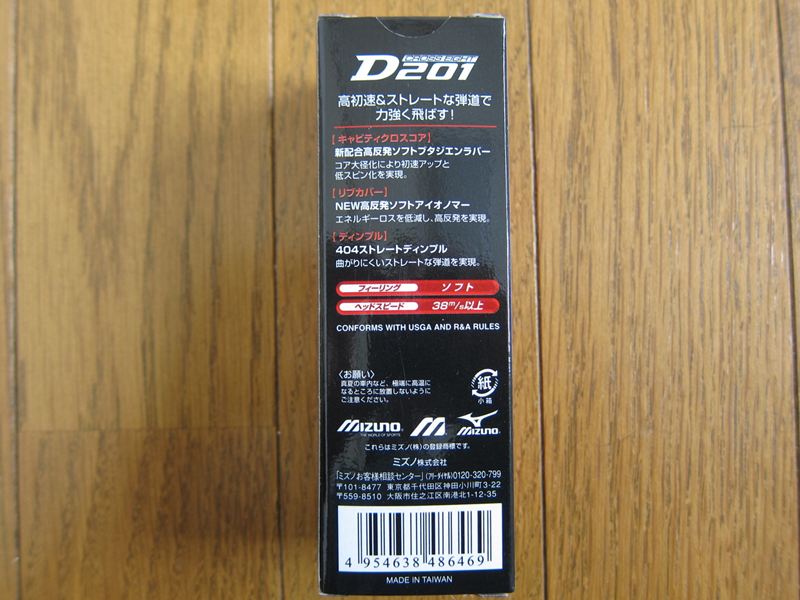 CROSS EIGHT
D201
高初速&ストレートな弾道で
力強く飛ばす!
【キャビティクロスコア】
新配合高反発ソフトブタジエンラバー
コア大径化により初速アップと
低スピン化を実現。
【リブカバー】
NEW高反発ソフトアイオノマー
エネルギーロスを低減し、高反発を実現。
【ディンプル】
404ストレートディンプル
曲がりにくいストレートな弾道を実現。
フィーリング ソフト
ヘッドスピード 38m/s以上
CONFORMS WITH USGA AND R&A RULES
〈お願い〉
真夏の車内など、極端に高温に
なるところに放置しないように
ご注意ください。
紙
小箱
MIZUNO
THE WORLD OF SPORTS
M
MIZUNO
これらはミズノ(株)の登録商標です。
ミズノ株式会社
「ミズノお客様相談センター」(フリーダイヤル)0120-320-799
〒101-8477 東京都千代田区神田小川町3-22
〒559-8510 大阪市住之江区南港北1-12-35
4 954638 486469
MADE IN TAIWAN